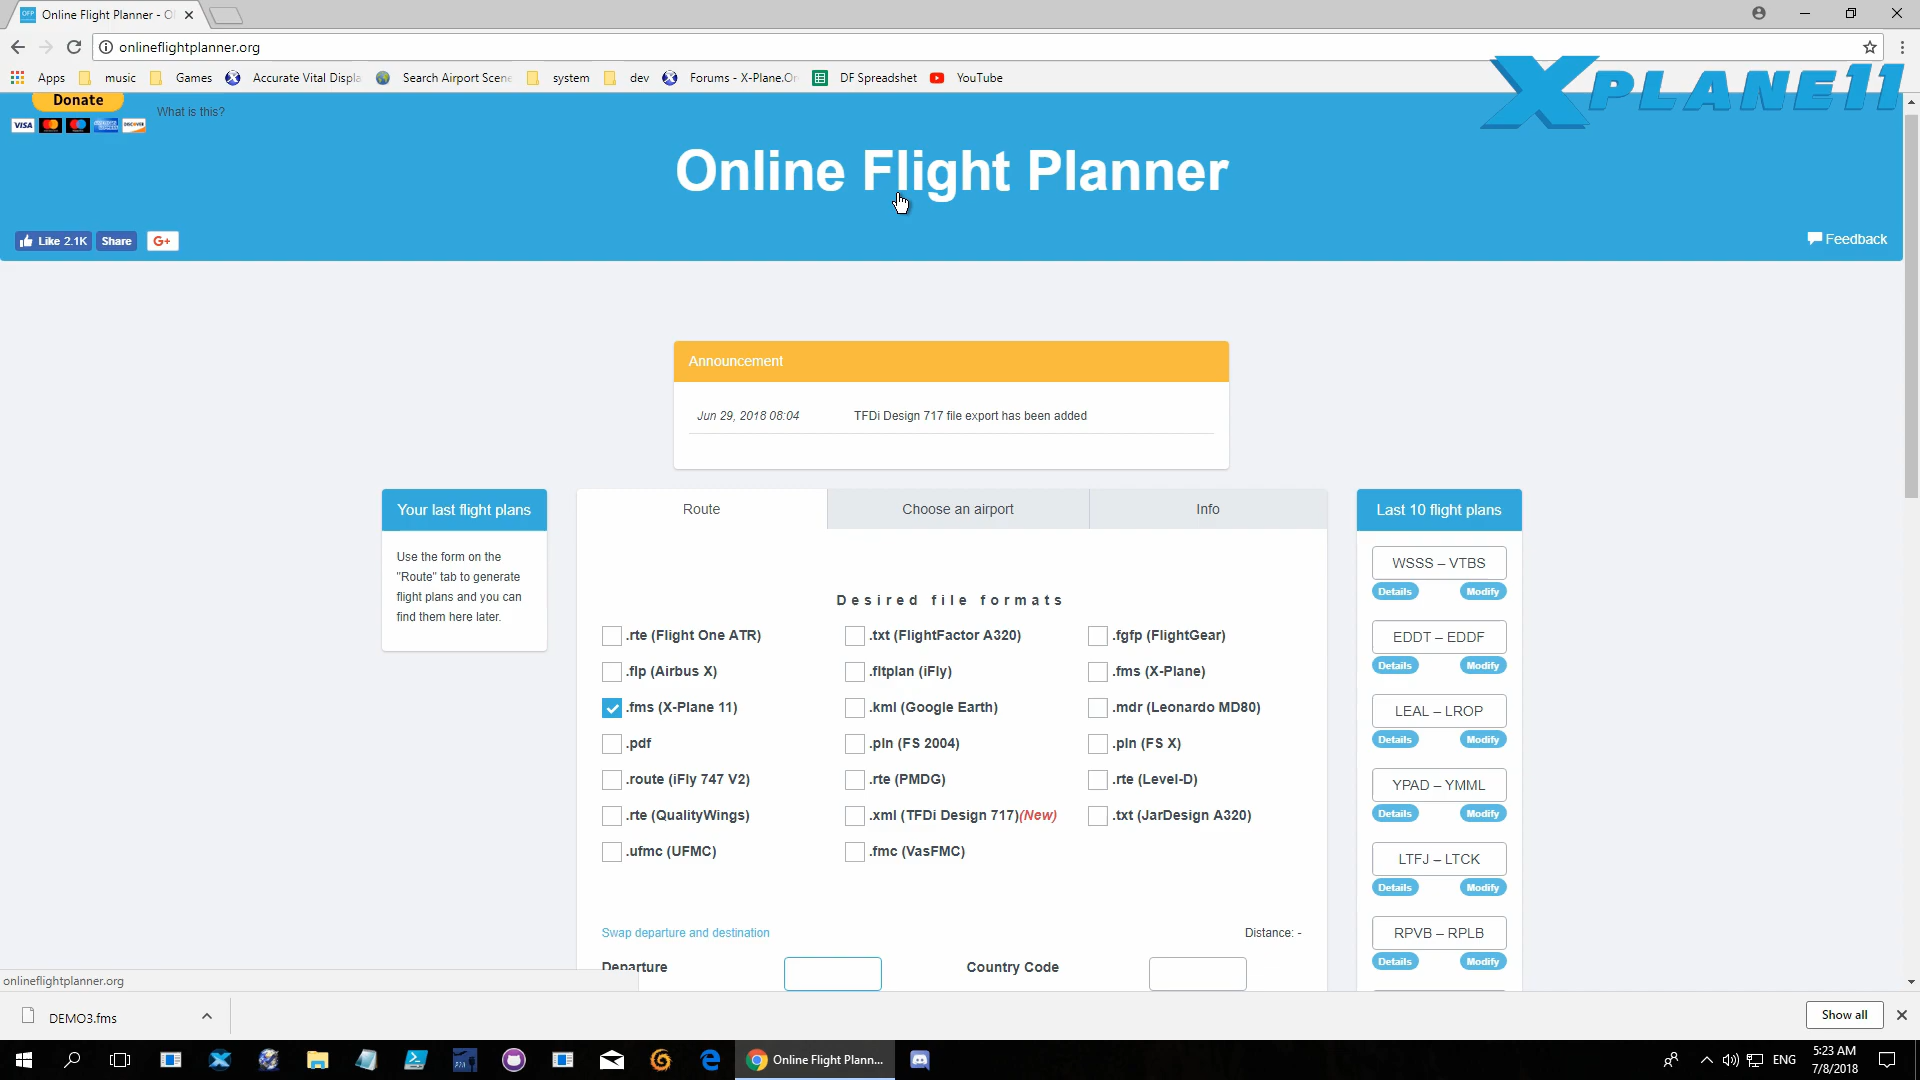 Online Flight Planner - O
onlineflightplanner.org
Apps
music
Games
Accurate Vital Displa
Search Airport Scene
system
dev
Forums - X-Plane.Or
DF Spreadshet
YouTube
XPLANE11
Donate
What is this?
VISA
DISCOVER
Online Flight Planner
Like 2.1K
Share
G+
Feedback
Announcement
Jun 29, 2018 08:04 TFDi Design 717 file export has been added
Your last flight plans
Use the form on the
"Route" tab to generate
flight plans and you can
find them here later.
Route
Choose an airport
Info
Desired file formats
.rte (Flight One ATR)
.txt (FlightFactor A320)
.fgfp (FlightGear)
.flp (Airbus X)
.fltplan (iFly)
.fms (X-Plane)
.fms (X-Plane 11)
.kml (Google Earth)
.mdr (Leonardo MD80)
.pdf
.pln (FS 2004)
.pln (FS X)
.route (iFly 747 V2)
.rte (PMDG)
.rte (Level-D)
.rte (QualityWings)
.xml (TFDi Design 717)(New)
.txt (JarDesign A320)
.ufmc (UFMC)
.fmc (VasFMC)
Swap departure and destination
Distance: -
Departure
Country Code
Last 10 flight plans
WSSS – VTBS
Details Modify
EDDT – EDDF
Details Modify
LEAL – LROP
Details Modify
YPAD – YMML
Details Modify
LTFJ – LTCK
Details Modify
RPVB – RPLB
Details Modify
onlineflightplanner.org
DEMO3.fms
Show all
Online Flight Plann...
ENG
5:23 AM
7/8/2018